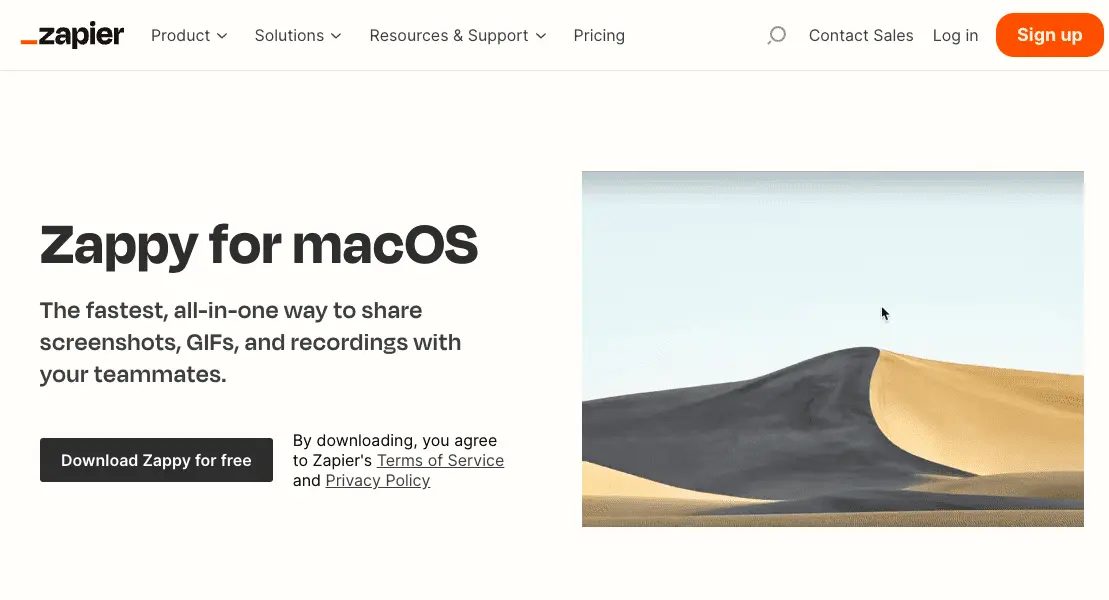 zapier Product Solutions Resources & Support Pricing Contact Sales Log in Sign up
Zappy for macOS
The fastest, all-in-one way to share
screenshots, GIFs, and recordings with
your teammates.
Download Zappy for free
By downloading, you agree
to Zapier's Terms of Service
and Privacy Policy